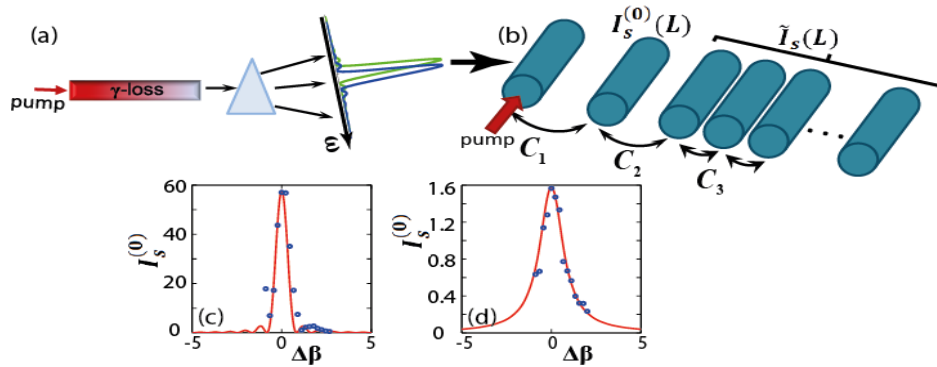 (a)
γ-loss
pump
ε
(b)
I_s^(0)(L)
Ĩ_s(L)
pump
C_1
C_2
C_3
...
60
40
20
0
I_s^(0)
(c)
-5
0
5
Δβ
1.6
1.2
0.8
0.4
0
I_s^(0)
(d)
-5
0
5
Δβ